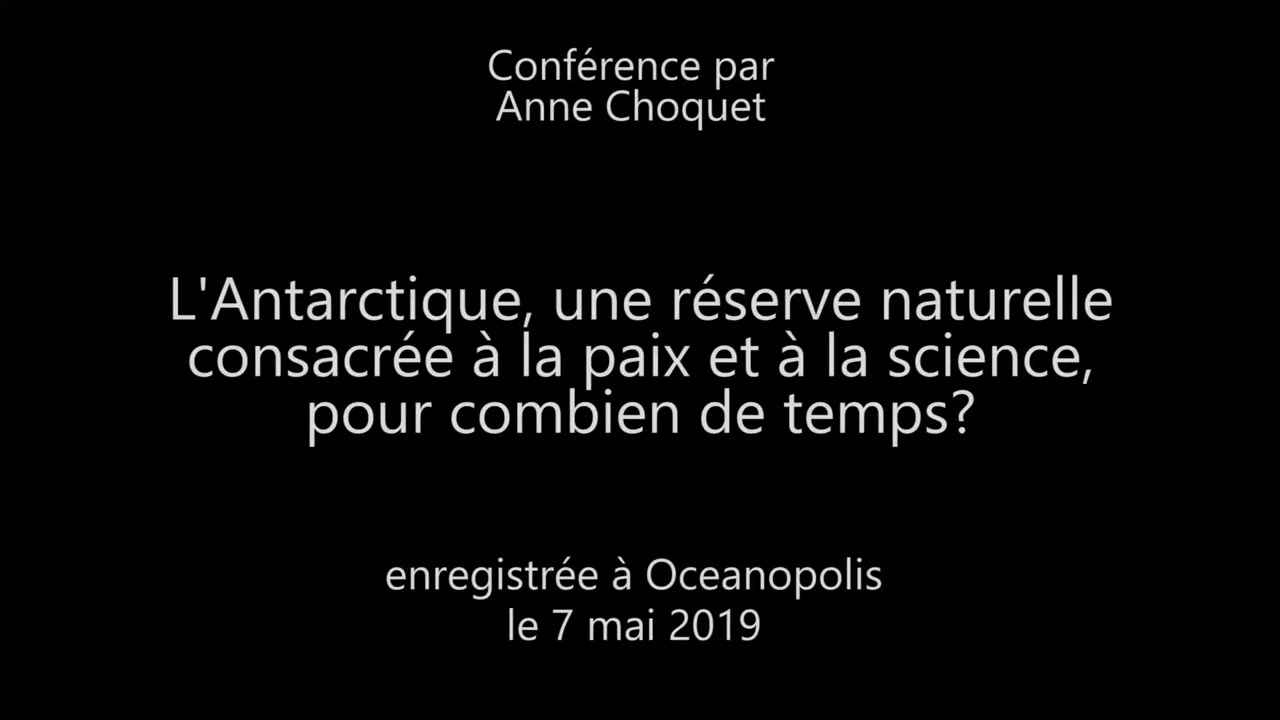 Conférence par
Anne Choquet
L'Antarctique, une réserve naturelle
consacrée à la paix et à la science,
pour combien de temps?
enregistrée à Oceanopolis
le 7 mai 2019